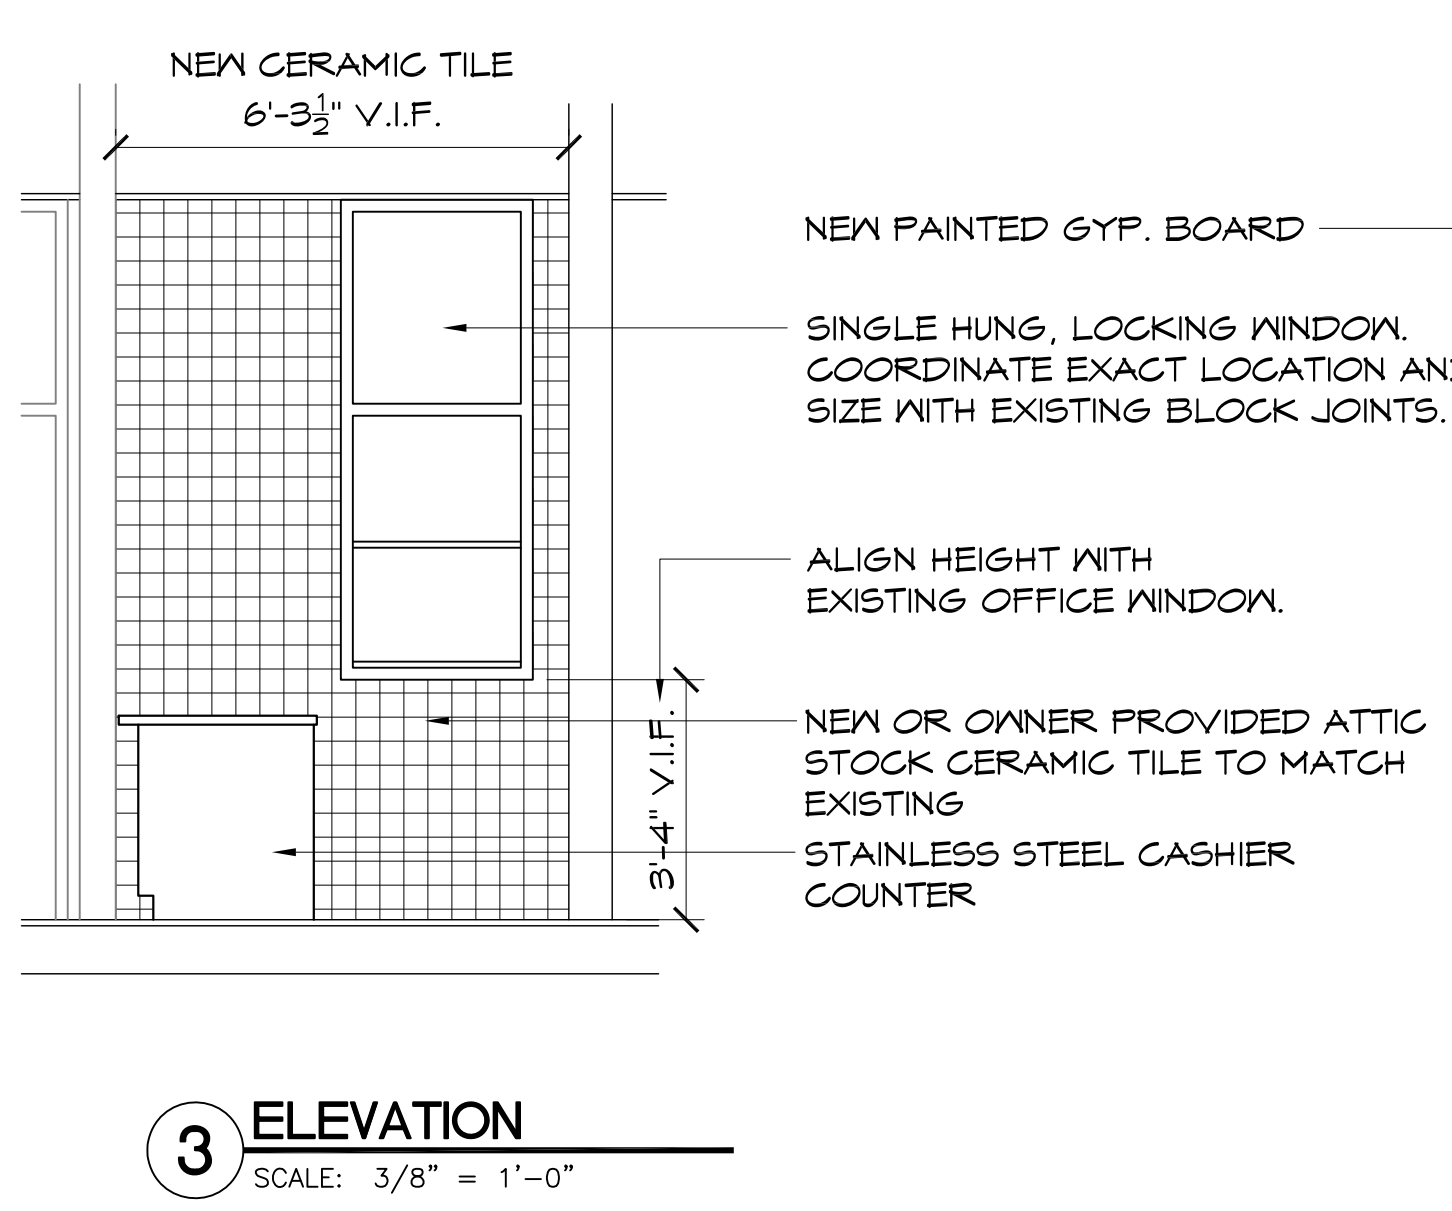 NEW CERAMIC TILE
6'-3½" V.I.F.
NEW PAINTED GYP. BOARD
SINGLE HUNG, LOCKING WINDOW.
COORDINATE EXACT LOCATION AN
SIZE WITH EXISTING BLOCK JOINTS.
ALIGN HEIGHT WITH
EXISTING OFFICE WINDOW.
3'-4" V.I.F.
NEW OR OWNER PROVIDED ATTIC
STOCK CERAMIC TILE TO MATCH
EXISTING
STAINLESS STEEL CASHIER
COUNTER
3
ELEVATION
SCALE: 3/8" = 1'-0"